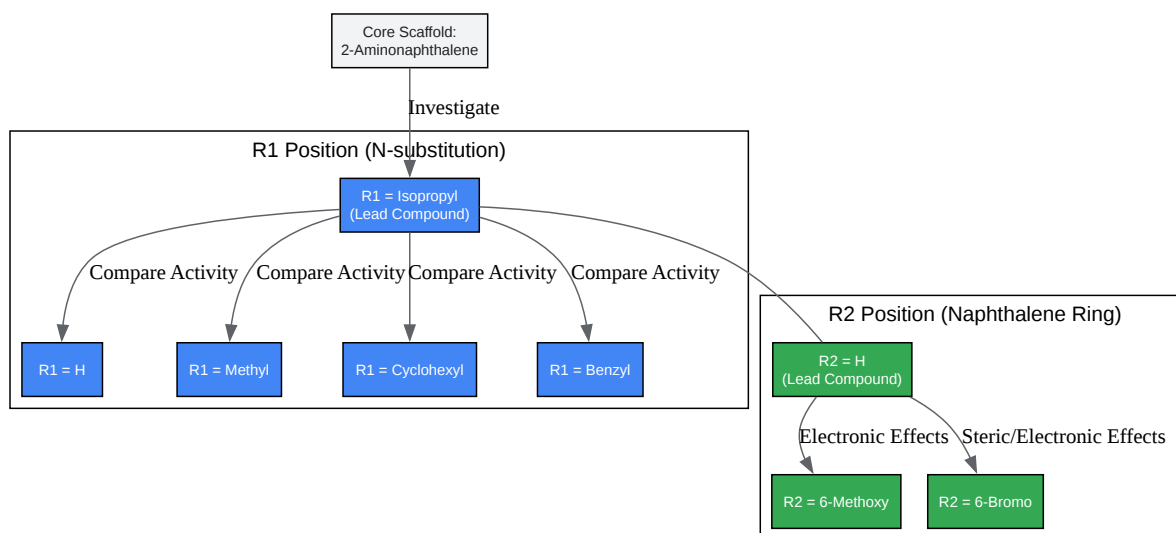 Core Scaffold:
2-Aminonaphthalene
Investigate
R1 Position (N-substitution)
R1 = Isopropyl
(Lead Compound)
Compare Activity
Compare Activity
Compare Activity
Compare Activity
R1 = H
R1 = Methyl
R1 = Cyclohexyl
R1 = Benzyl
R2 Position (Naphthalene Ring)
R2 = H
(Lead Compound)
Electronic Effects
Steric/Electronic Effects
R2 = 6-Methoxy
R2 = 6-Bromo